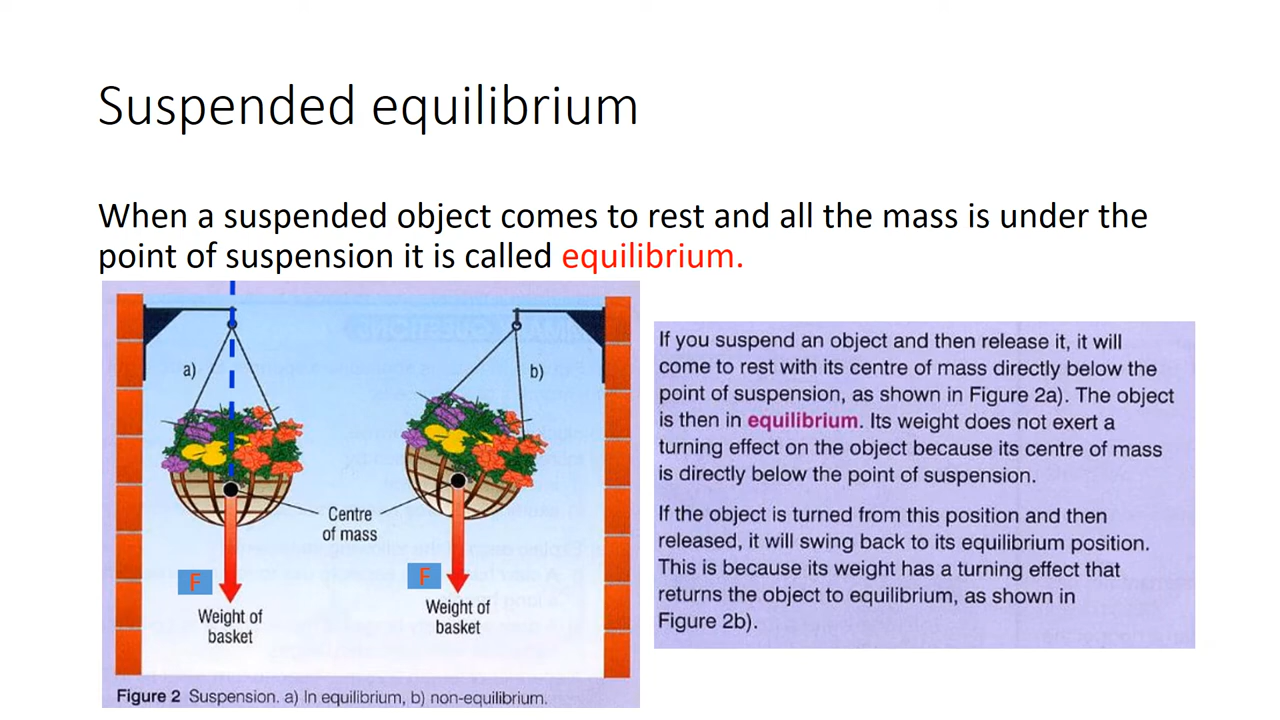 Suspended equilibrium
When a suspended object comes to rest and all the mass is under the
point of suspension it is called equilibrium.
a)
b)
Centre
of mass
F
F
Weight of
basket
Weight of
basket
Figure 2 Suspension. a) In equilibrium, b) non-equilibrium.
If you suspend an object and then release it, it will
come to rest with its centre of mass directly below the
point of suspension, as shown in Figure 2a). The object
is then in equilibrium. Its weight does not exert a
turning effect on the object because its centre of mass
is directly below the point of suspension.
If the object is turned from this position and then
released, it will swing back to its equilibrium position.
This is because its weight has a turning effect that
returns the object to equilibrium, as shown in
Figure 2b).